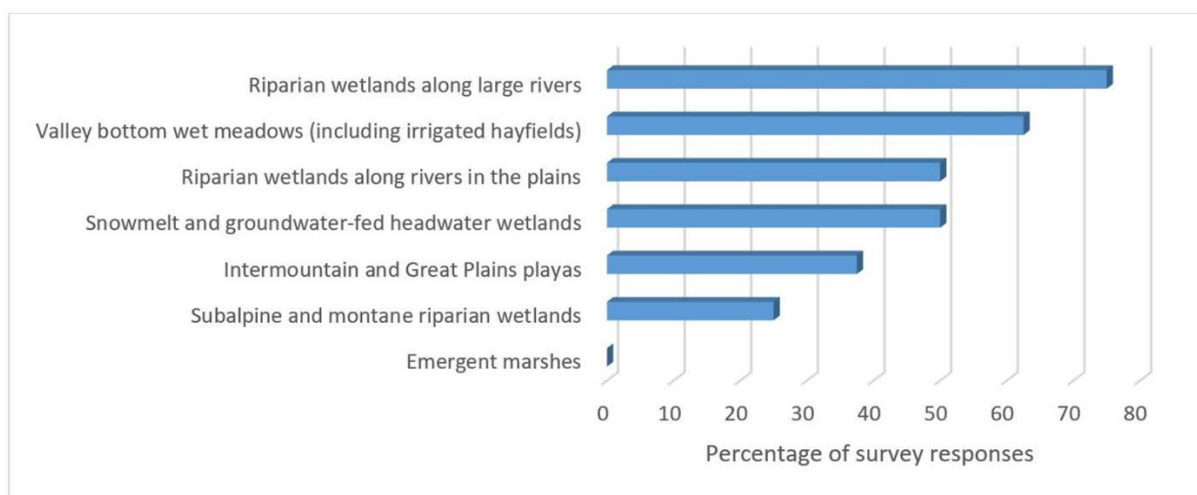 Riparian wetlands along large rivers
Valley bottom wet meadows (including irrigated hayfields)
Riparian wetlands along rivers in the plains
Snowmelt and groundwater-fed headwater wetlands
Intermountain and Great Plains playas
Subalpine and montane riparian wetlands
Emergent marshes
0 10 20 30 40 50 60 70 80
Percentage of survey responses